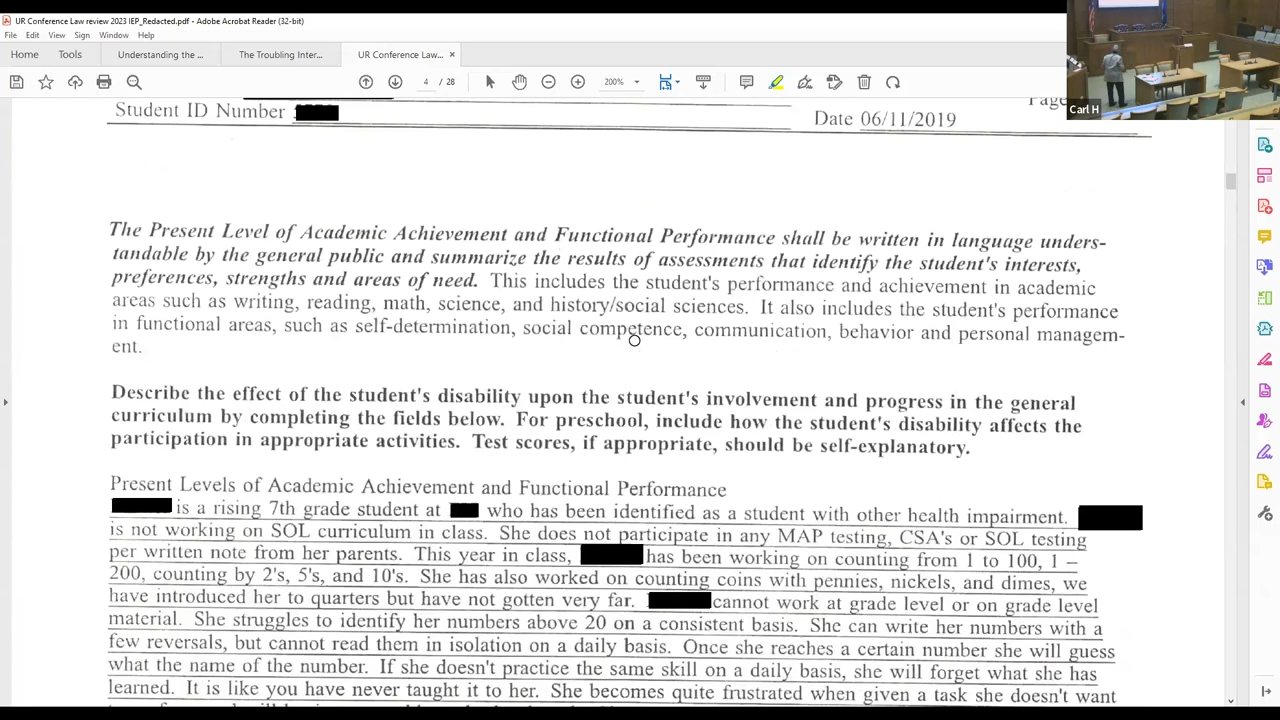 UR Conference Law review 2023 IEP_Redacted.pdf - Adobe Acrobat Reader (32-bit)
File Edit View Sign Window Help
Home Tools Understanding the ... The Troubling Inter... UR Conference Law... ×
4 / 28 200%
Carl H
Student ID Number
Page
Date 06/11/2019
The Present Level of Academic Achievement and Functional Performance shall be written in language unders-
tandable by the general public and summarize the results of assessments that identify the student's interests,
preferences, strengths and areas of need. This includes the student's performance and achievement in academic
areas such as writing, reading, math, science, and history/social sciences. It also includes the student's performance
in functional areas, such as self-determination, social competence, communication, behavior and personal managem-
ent.
Describe the effect of the student's disability upon the student's involvement and progress in the general
curriculum by completing the fields below. For preschool, include how the student's disability affects the
participation in appropriate activities. Test scores, if appropriate, should be self-explanatory.
Present Levels of Academic Achievement and Functional Performance
is a rising 7th grade student at who has been identified as a student with other health impairment.
is not working on SOL curriculum in class. She does not participate in any MAP testing, CSA's or SOL testing
per written note from her parents. This year in class, has been working on counting from 1 to 100, 1 –
200, counting by 2's, 5's, and 10's. She has also worked on counting coins with pennies, nickels, and dimes, we
have introduced her to quarters but have not gotten very far. cannot work at grade level or on grade level
material. She struggles to identify her numbers above 20 on a consistent basis. She can write her numbers with a
few reversals, but cannot read them in isolation on a daily basis. Once she reaches a certain number she will guess
what the name of the number. If she doesn't practice the same skill on a daily basis, she will forget what she has
learned. It is like you have never taught it to her. She becomes quite frustrated when given a task she doesn't want